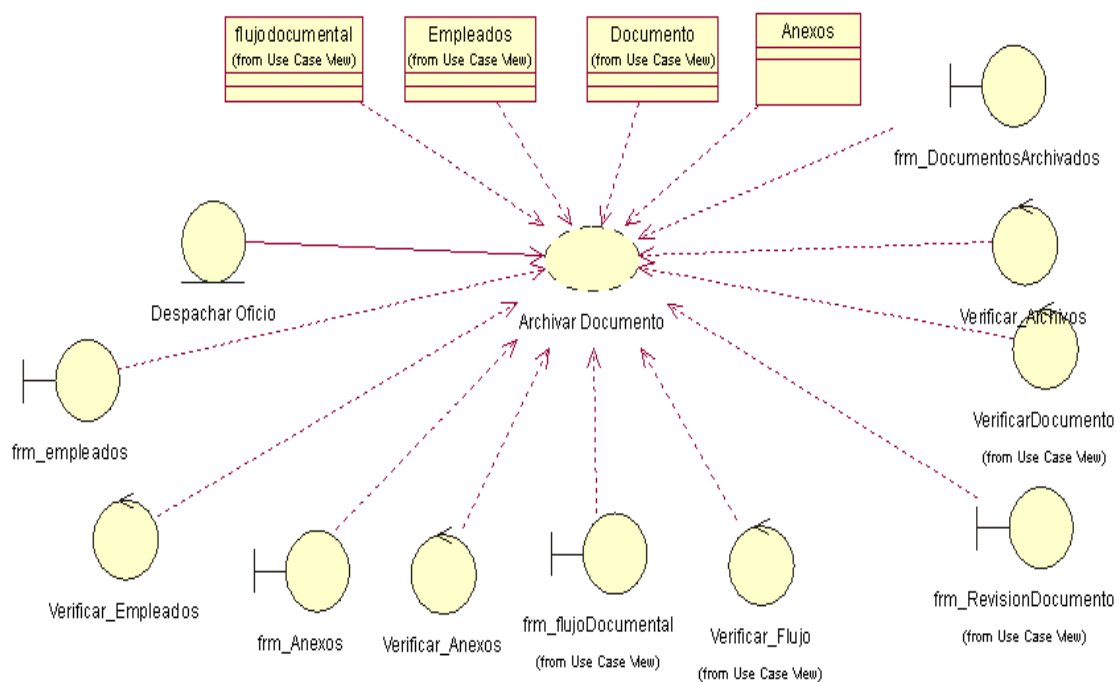 flujodocumental
(from Use Case View)
Empleados
(from Use Case View)
Documento
(from Use Case View)
Anexos
frm_DocumentosArchivados
Despachar Oficio
Archivar Documento
Verificar_Archivos
VerificarDocumento
(from Use Case View)
frm_empleados
Verificar_Empleados
frm_Anexos
Verificar_Anexos
frm_flujoDocumental
(from Use Case View)
Verificar_Flujo
(from Use Case View)
frm_RevisionDocumento
(from Use Case View)